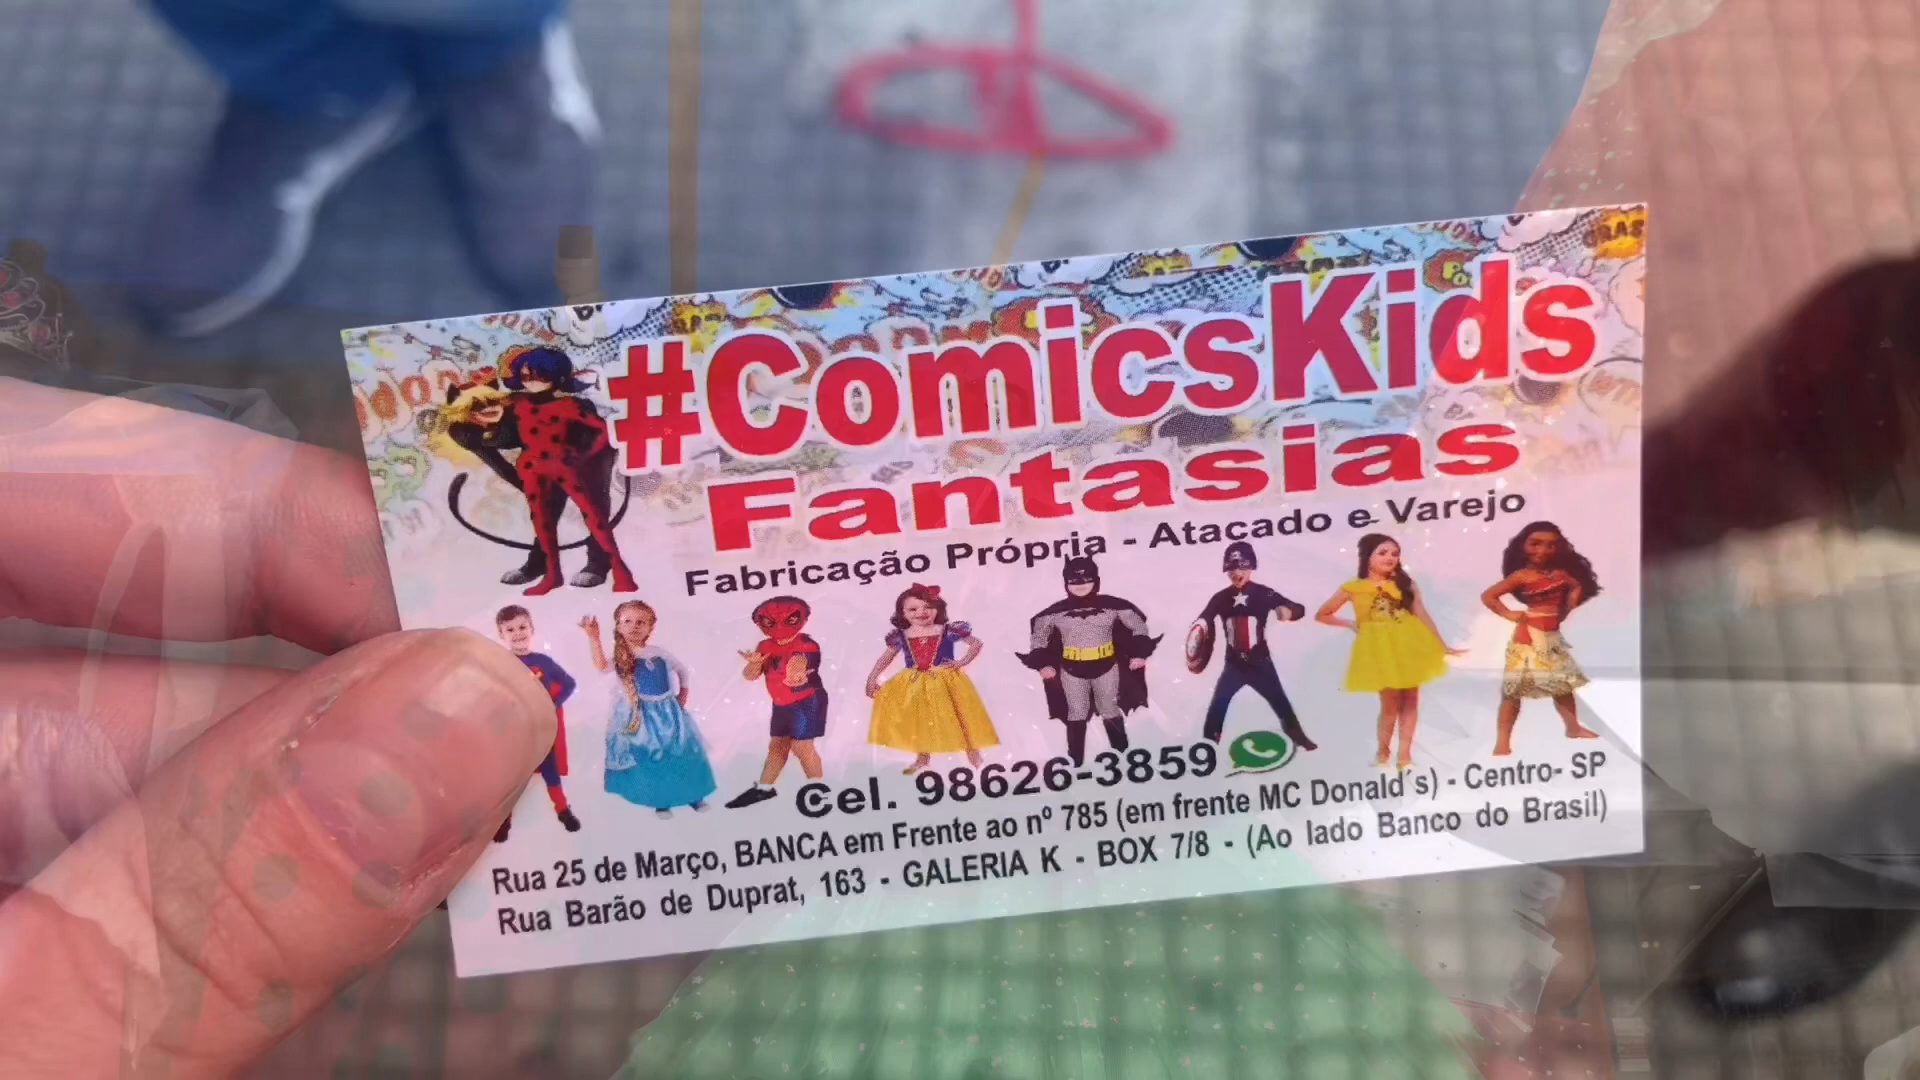 #ComicsKids
Fantasias
Fabricação Própria - Atacado e Varejo
Cel. 98626-3859
Rua 25 de Março, BANCA em Frente ao nº 785 (em frente MC Donald´s) - Centro- SP
Rua Barão de Duprat, 163 - GALERIA K - BOX 7/8 - (Ao lado Banco do Brasil)